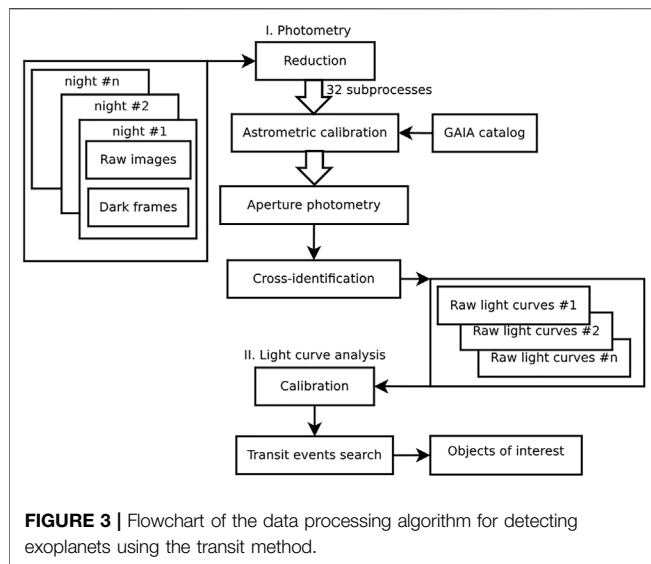 I. Photometry
Reduction
32 subprocesses
night #n
night #2
night #1
Raw images
Dark frames
Astrometric calibration
GAIA catalog
Aperture photometry
Cross-identification
Raw light curves #1
Raw light curves #2
Raw light curves #n
II. Light curve analysis
Calibration
Transit events search
Objects of interest
FIGURE 3 | Flowchart of the data processing algorithm for detecting
exoplanets using the transit method.